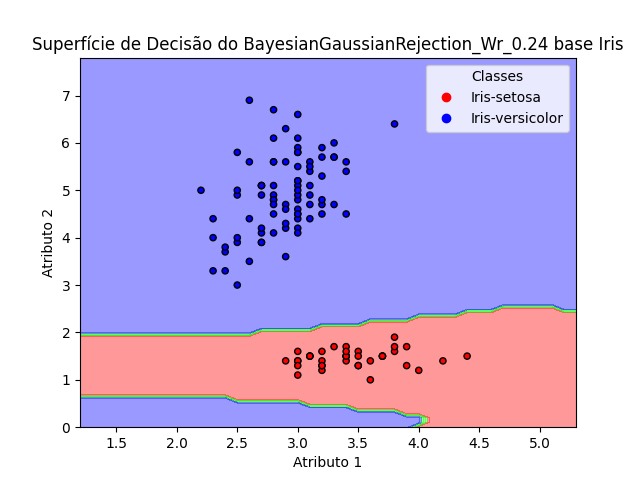 Superfície de Decisão do BayesianGaussianRejection_Wr_0.24 base Iris
Classes
Iris-setosa
Iris-versicolor
Atributo 2
7
6
5
4
3
2
1
0
1.5 2.0 2.5 3.0 3.5 4.0 4.5 5.0
Atributo 1